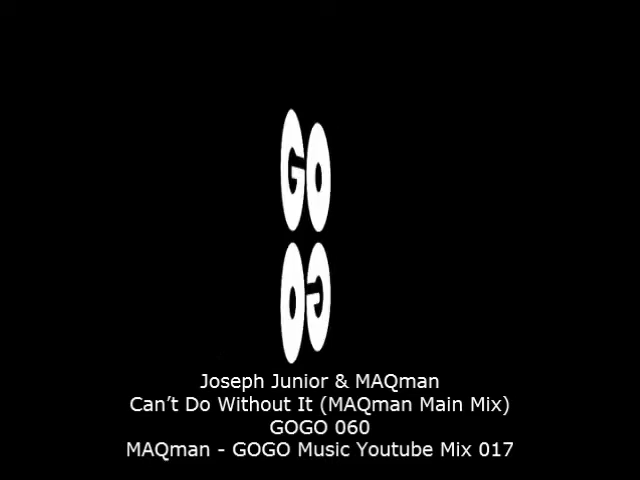 GO
GO
Joseph Junior & MAQman
Can’t Do Without It (MAQman Main Mix)
GOGO 060
MAQman - GOGO Music Youtube Mix 017